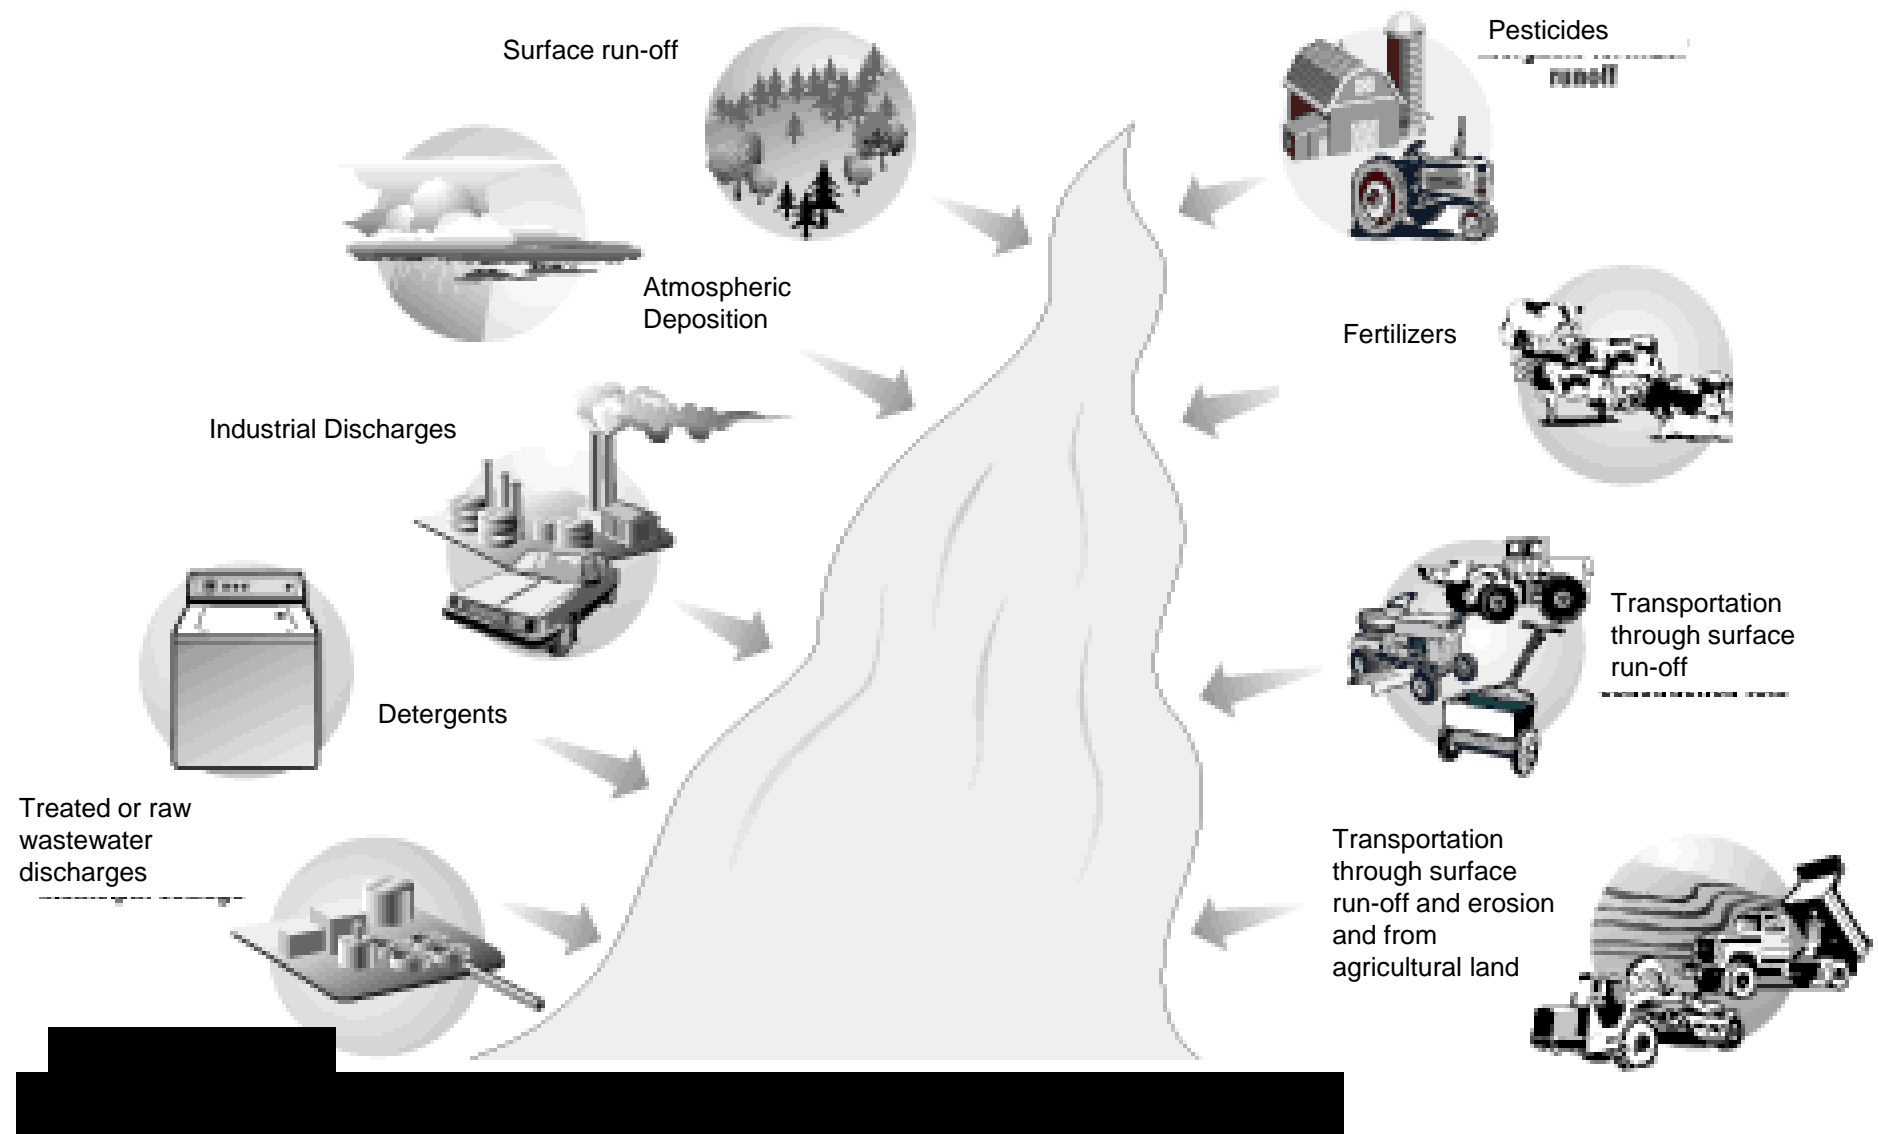 Surface run-off
Pesticides
runoff
Atmospheric
Deposition
Fertilizers
Industrial Discharges
Transportation
through surface
run-off
Detergents
Treated or raw
wastewater
discharges
Transportation
through surface
run-off and erosion
and from
agricultural land